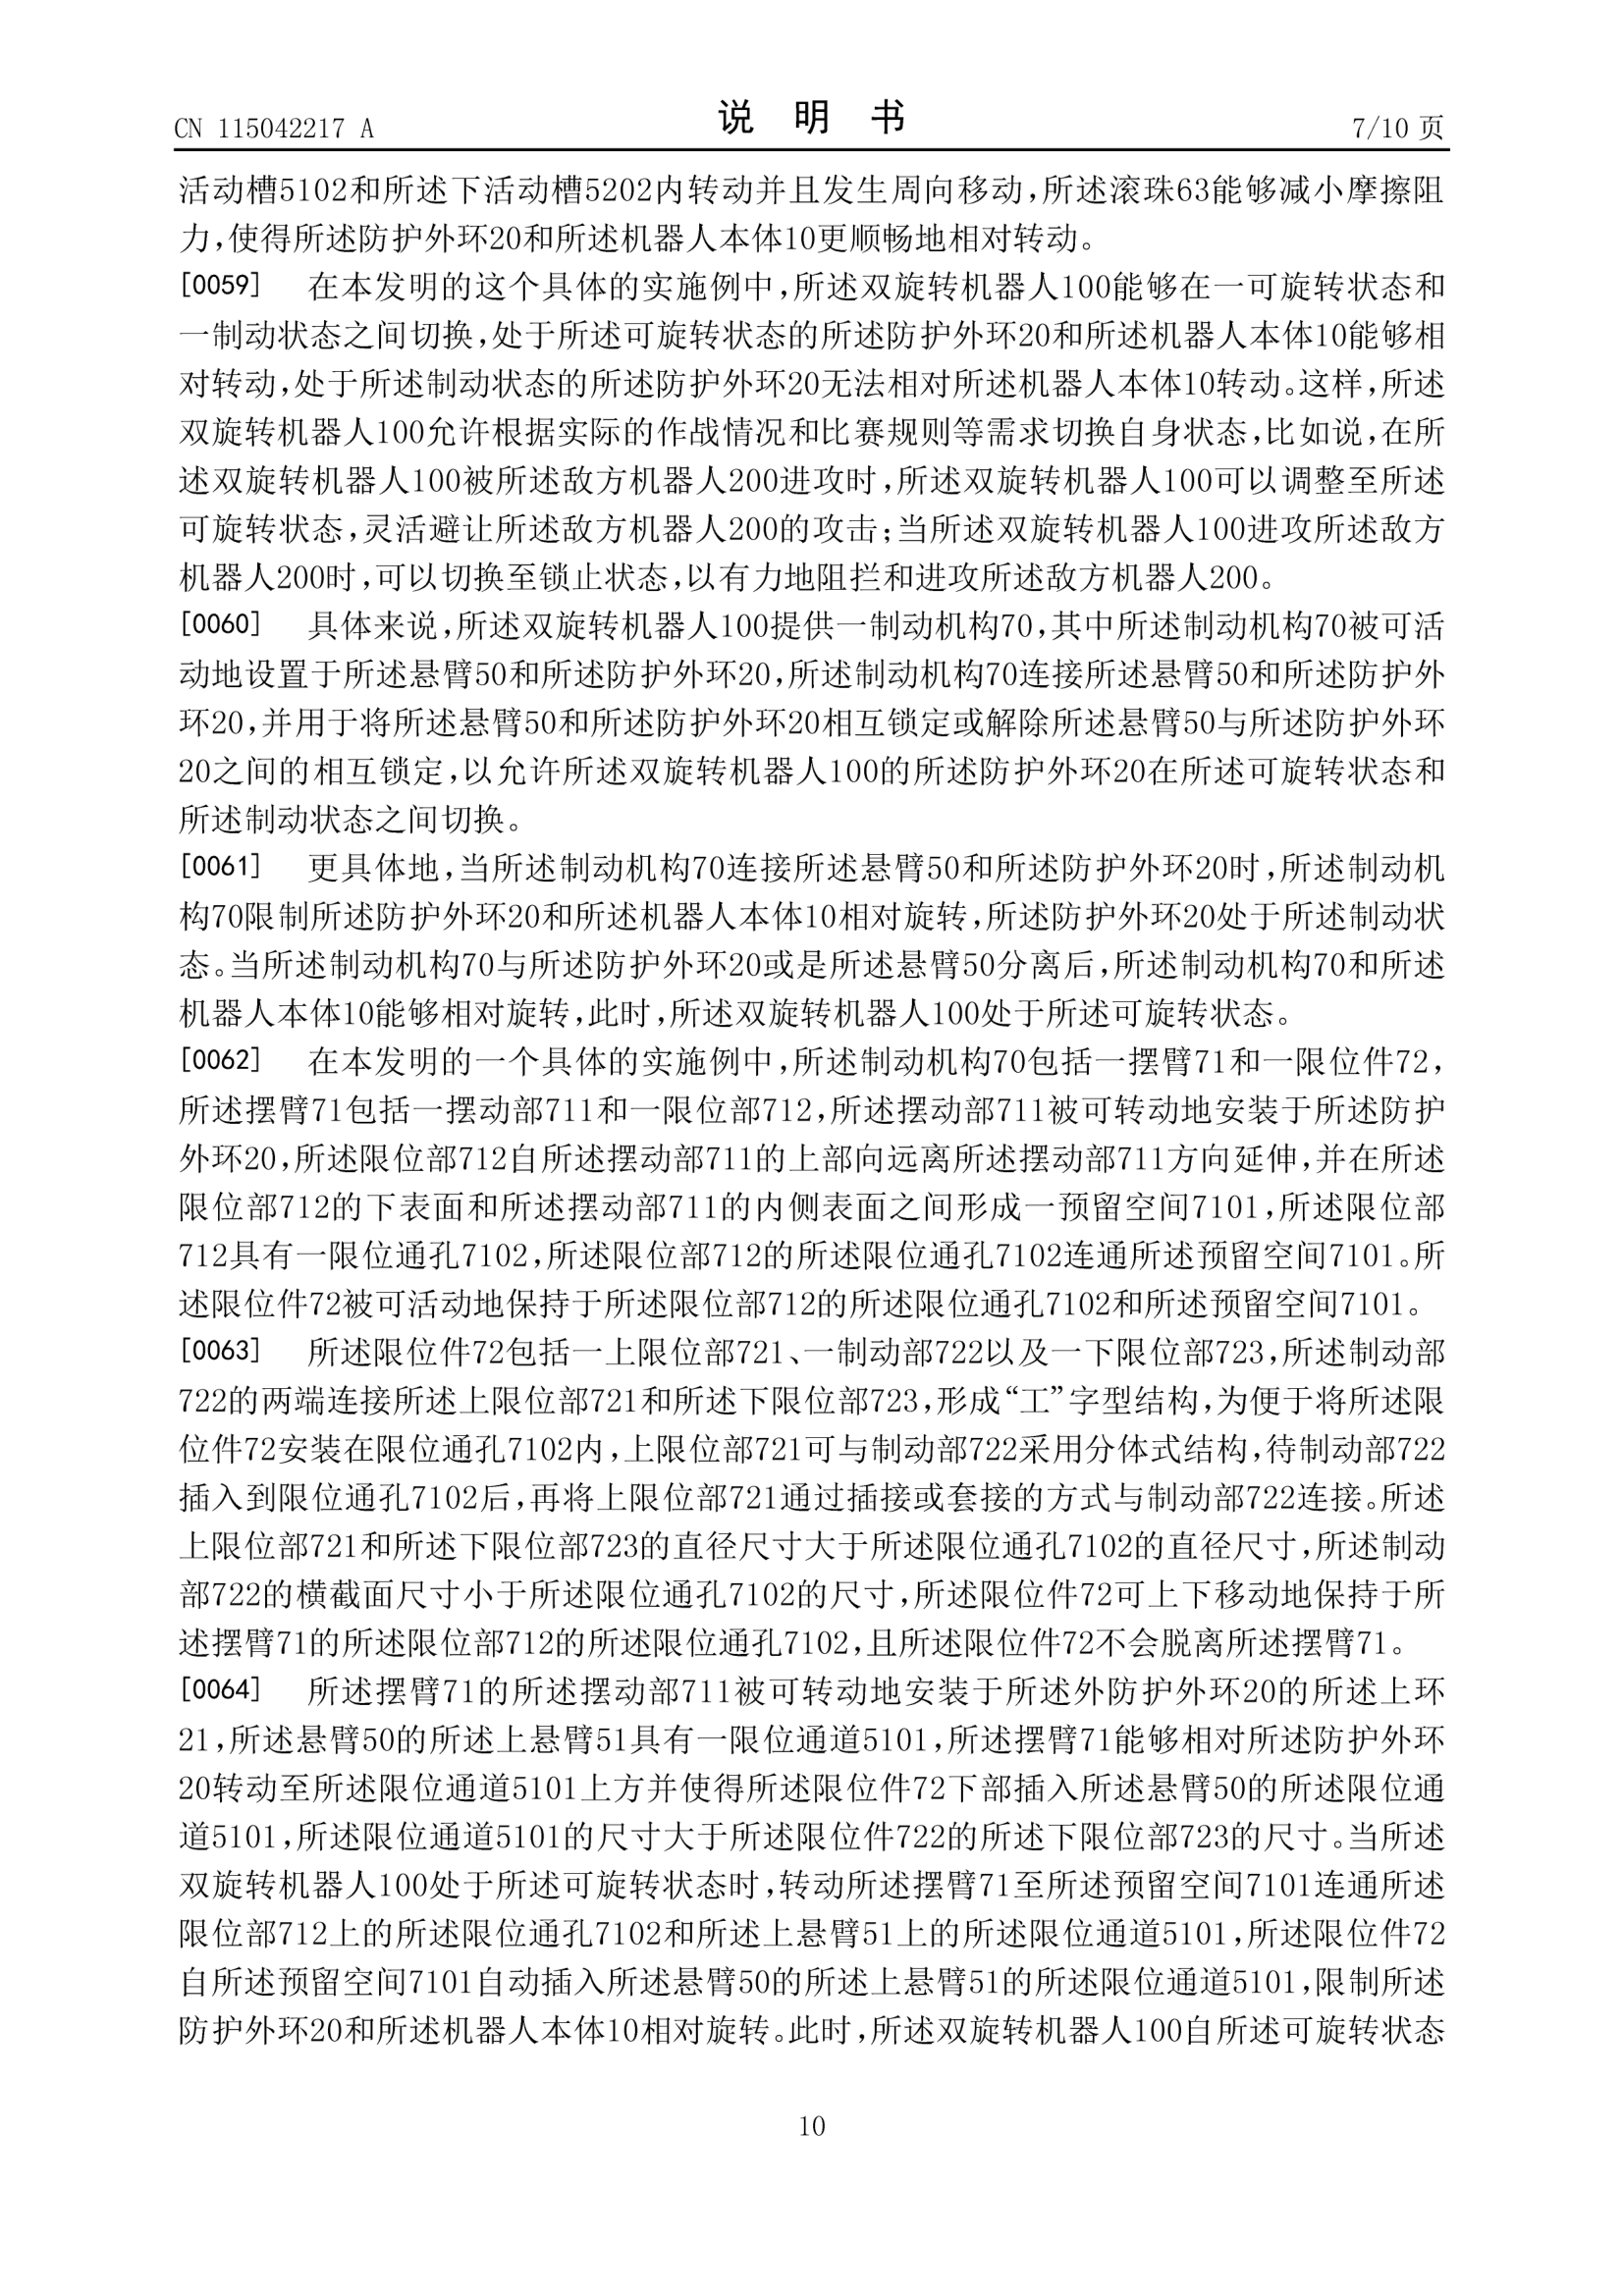 CN 115042217 A
说明书
7/10 页
活动槽5102和所述下活动槽5202内转动并且发生周向移动,所述滚珠63能够减小摩擦阻
力,使得所述防护外环20和所述机器人本体10更顺畅地相对转动。
[0059] 在本发明的这个具体的实施例中,所述双旋转机器人100能够在一可旋转状态和
一制动状态之间切换,处于所述可旋转状态的所述防护外环20和所述机器人本体10能够相
对转动,处于所述制动状态的所述防护外环20无法相对所述机器人本体10转动。这样,所述
双旋转机器人100允许根据实际的作战情况和比赛规则等需求切换自身状态,比如说,在所
述双旋转机器人100被所述敌方机器人200进攻时,所述双旋转机器人100可以调整至所述
可旋转状态,灵活避让所述敌方机器人200的攻击;当所述双旋转机器人100进攻所述敌方
机器人200时,可以切换至锁止状态,以有力地阻拦和进攻所述敌方机器人200。
[0060] 具体来说,所述双旋转机器人100提供一制动机构70,其中所述制动机构70被可活
动地设置于所述悬臂50和所述防护外环20,所述制动机构70连接所述悬臂50和所述防护外
环20,并用于将所述悬臂50和所述防护外环20相互锁定或解除所述悬臂50与所述防护外环
20之间的相互锁定,以允许所述双旋转机器人100的所述防护外环20在所述可旋转状态和
所述制动状态之间切换。
[0061] 更具体地,当所述制动机构70连接所述悬臂50和所述防护外环20时,所述制动机
构70限制所述防护外环20和所述机器人本体10相对旋转,所述防护外环20处于所述制动状
态。当所述制动机构70与所述防护外环20或是所述悬臂50分离后,所述制动机构70和所述
机器人本体10能够相对旋转,此时,所述双旋转机器人100处于所述可旋转状态。
[0062] 在本发明的一个具体的实施例中,所述制动机构70包括一摆臂71和一限位件72,
所述摆臂71包括一摆动部711和一限位部712,所述摆动部711被可转动地安装于所述防护
外环20,所述限位部712自所述摆动部711的上部向远离所述摆动部711方向延伸,并在所述
限位部712的下表面和所述摆动部711的内侧表面之间形成一预留空间7101,所述限位部
712具有一限位通孔7102,所述限位部712的所述限位通孔7102连通所述预留空间7101。所
述限位件72被可活动地保持于所述限位部712的所述限位通孔7102和所述预留空间7101。
[0063] 所述限位件72包括一上限位部721、一制动部722以及一下限位部723,所述制动部
722的两端连接所述上限位部721和所述下限位部723,形成“工”字型结构,为便于将所述限
位件72安装在限位通孔7102内,上限位部721可与制动部722采用分体式结构,待制动部722
插入到限位通孔7102后,再将上限位部721通过插接或套接的方式与制动部722连接。所述
上限位部721和所述下限位部723的直径尺寸大于所述限位通孔7102的直径尺寸,所述制动
部722的横截面尺寸小于所述限位通孔7102的尺寸,所述限位件72可上下移动地保持于所
述摆臂71的所述限位部712的所述限位通孔7102,且所述限位件72不会脱离所述摆臂71。
[0064] 所述摆臂71的所述摆动部711被可转动地安装于所述外防护外环20的所述上环
21,所述悬臂50的所述上悬臂51具有一限位通道5101,所述摆臂71能够相对所述防护外环
20转动至所述限位通道5101上方并使得所述限位件72下部插入所述悬臂50的所述限位通
道5101,所述限位通道5101的尺寸大于所述限位件722的所述下限位部723的尺寸。当所述
双旋转机器人100处于所述可旋转状态时,转动所述摆臂71至所述预留空间7101连通所述
限位部712上的所述限位通孔7102和所述上悬臂51上的所述限位通道5101,所述限位件72
自所述预留空间7101自动插入所述悬臂50的所述上悬臂51的所述限位通道5101,限制所述
防护外环20和所述机器人本体10相对旋转。此时,所述双旋转机器人100自所述可旋转状态
10